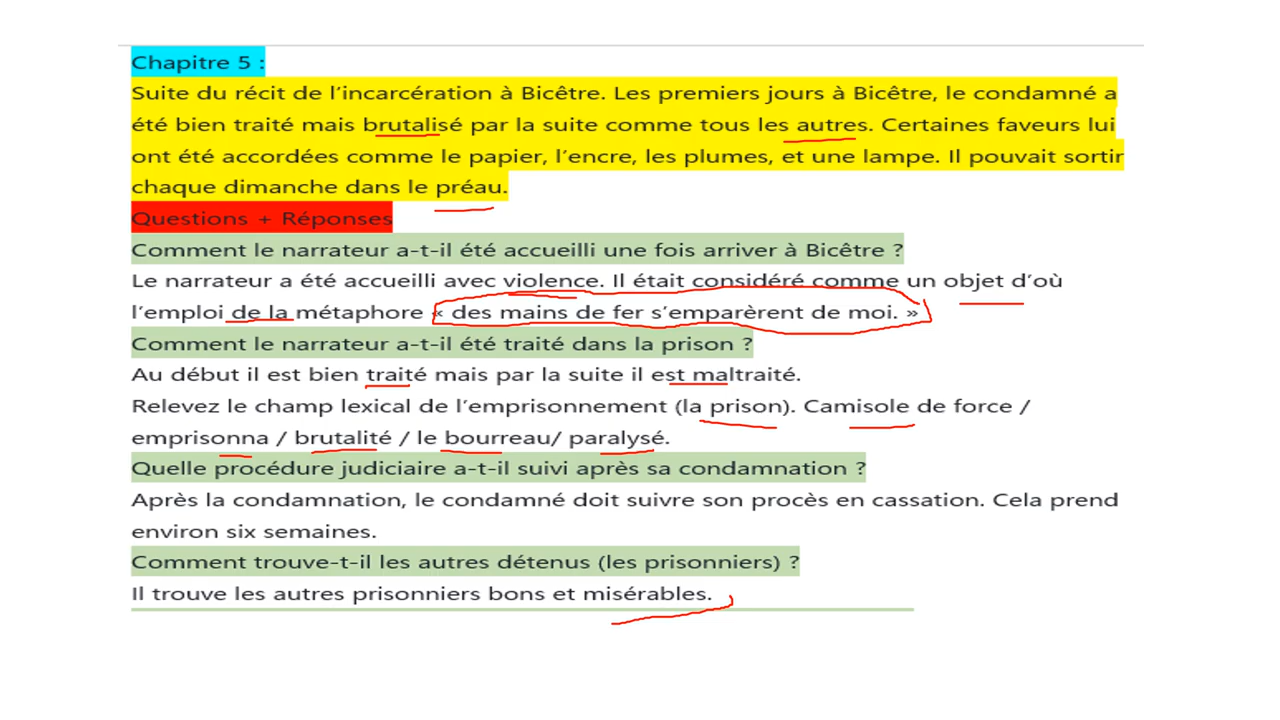 Chapitre 5 :
Suite du récit de l'incarcération à Bicêtre. Les premiers jours à Bicêtre, le condamné a
été bien traité mais brutalisé par la suite comme tous les autres. Certaines faveurs lui
ont été accordées comme le papier, l'encre, les plumes, et une lampe. Il pouvait sortir
chaque dimanche dans le préau.
Questions + Réponses
Comment le narrateur a-t-il été accueilli une fois arriver à Bicêtre ?
Le narrateur a été accueilli avec violence. Il était considéré comme un objet d'où
l'emploi de la métaphore « des mains de fer s'emparèrent de moi. »
Comment le narrateur a-t-il été traité dans la prison ?
Au début il est bien traité mais par la suite il est maltraité.
Relevez le champ lexical de l'emprisonnement (la prison). Camisole de force /
emprisonna / brutalité / le bourreau/ paralysé.
Quelle procédure judiciaire a-t-il suivi après sa condamnation ?
Après la condamnation, le condamné doit suivre son procès en cassation. Cela prend
environ six semaines.
Comment trouve-t-il les autres détenus (les prisonniers) ?
Il trouve les autres prisonniers bons et misérables.